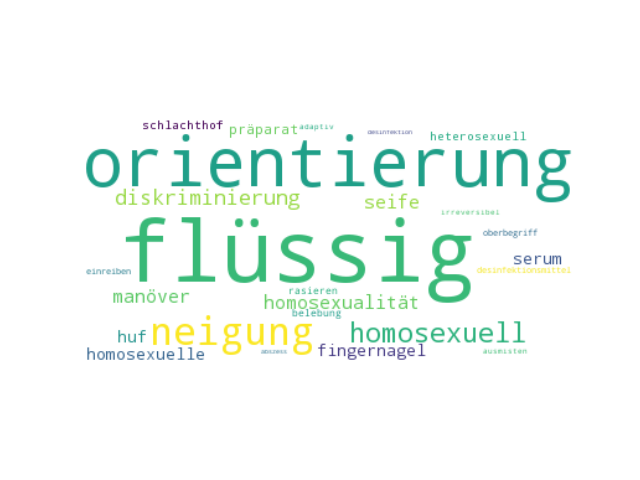 schlachthof präparat adaptiv desinfektion heterosexuell
orientierung
diskriminierung seife
irreversibel
flüssig oberbegriff
serum
einreiben desinfektionsmittel
manöver rasieren homosexualität
belebung
huf neigung homosexuell
homosexuelle abszess fingernagel ausmisten